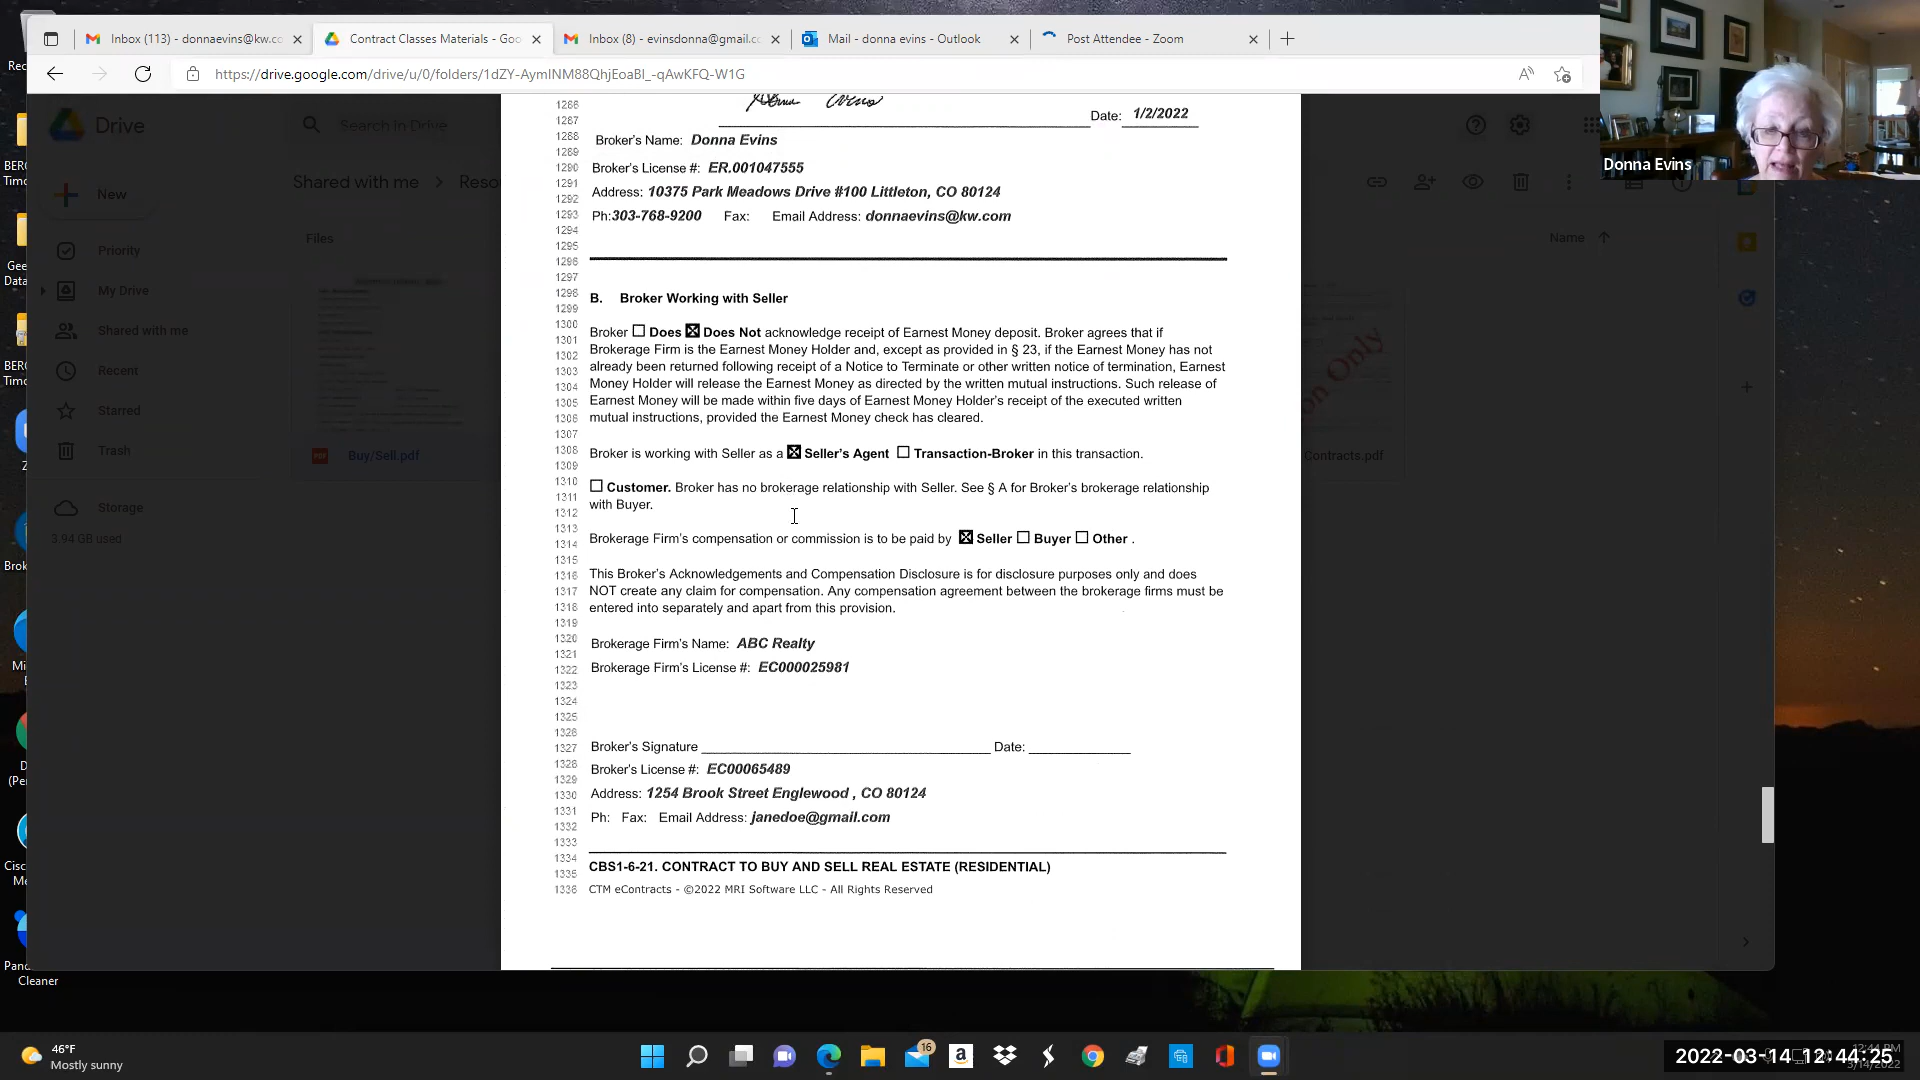 Inbox (113) - donnaevins@kw.co
Contract Classes Materials - Goo
Inbox (8) - evinsdonna@gmail.c
Mail - donna evins - Outlook
Post Attendee - Zoom
https://drive.google.com/drive/u/0/folders/1dZY-AymINM88QhjEoaBl_-qAwKFQ-W1G
Drive
Search in Drive
New
Shared with me
Files
Name
Priority
My Drive
Shared with me
Recent
Starred
Trash
Storage
3.94 GB used
Buy/Sell.pdf
Contracts.pdf
on Only
Donna Evins
1286
1287 Date: 1/2/2022
1288 Broker's Name: Donna Evins
1289
1290 Broker's License #: ER.001047555
1291
1292 Address: 10375 Park Meadows Drive #100 Littleton, CO 80124
1293 Ph:303-768-9200 Fax: Email Address: donnaevins@kw.com
1294
1295
1296
1297
1298 B. Broker Working with Seller
1299
1300 Broker ☐ Does ☒ Does Not acknowledge receipt of Earnest Money deposit. Broker agrees that if
1301 Brokerage Firm is the Earnest Money Holder and, except as provided in § 23, if the Earnest Money has not
1302 already been returned following receipt of a Notice to Terminate or other written notice of termination, Earnest
1303
1304 Money Holder will release the Earnest Money as directed by the written mutual instructions. Such release of
1305 Earnest Money will be made within five days of Earnest Money Holder's receipt of the executed written
1306 mutual instructions, provided the Earnest Money check has cleared.
1307
1308 Broker is working with Seller as a ☒ Seller's Agent ☐ Transaction-Broker in this transaction.
1309
1310 ☐ Customer. Broker has no brokerage relationship with Seller. See § A for Broker's brokerage relationship
1311 with Buyer.
1312
1313
1314 Brokerage Firm's compensation or commission is to be paid by ☒ Seller ☐ Buyer ☐ Other .
1315
1316 This Broker's Acknowledgements and Compensation Disclosure is for disclosure purposes only and does
1317 NOT create any claim for compensation. Any compensation agreement between the brokerage firms must be
1318 entered into separately and apart from this provision.
1319
1320 Brokerage Firm's Name: ABC Realty
1321
1322 Brokerage Firm's License #: EC000025981
1323
1324
1325
1326
1327 Broker's Signature Date:
1328 Broker's License #: EC00065489
1329
1330 Address: 1254 Brook Street Englewood , CO 80124
1331 Ph: Fax: Email Address: janedoe@gmail.com
1332
1333
1334 CBS1-6-21. CONTRACT TO BUY AND SELL REAL ESTATE (RESIDENTIAL)
1335
1336 CTM eContracts - ©2022 MRI Software LLC - All Rights Reserved
Cleaner
46°F
Mostly sunny
16
2022-03-14 12:44:25